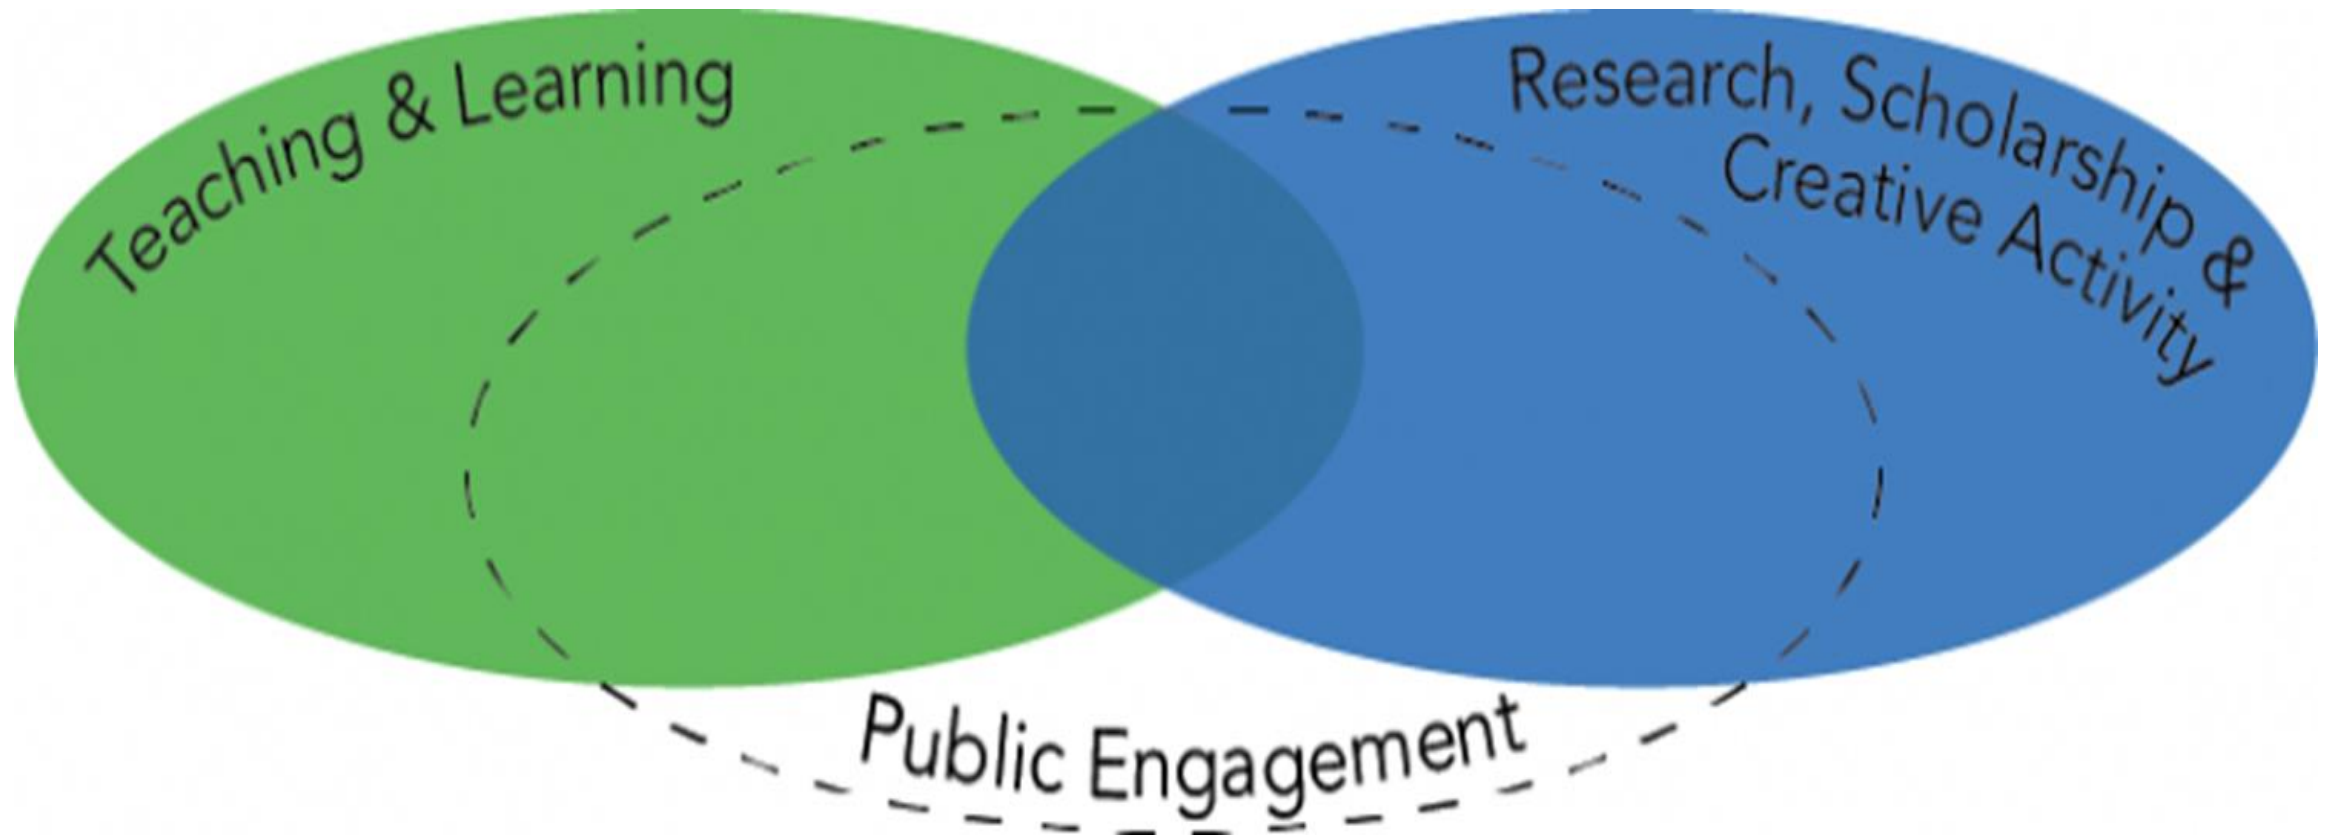 Teaching & Learning
Research, Scholarship &
Creative Activity
Public Engagement